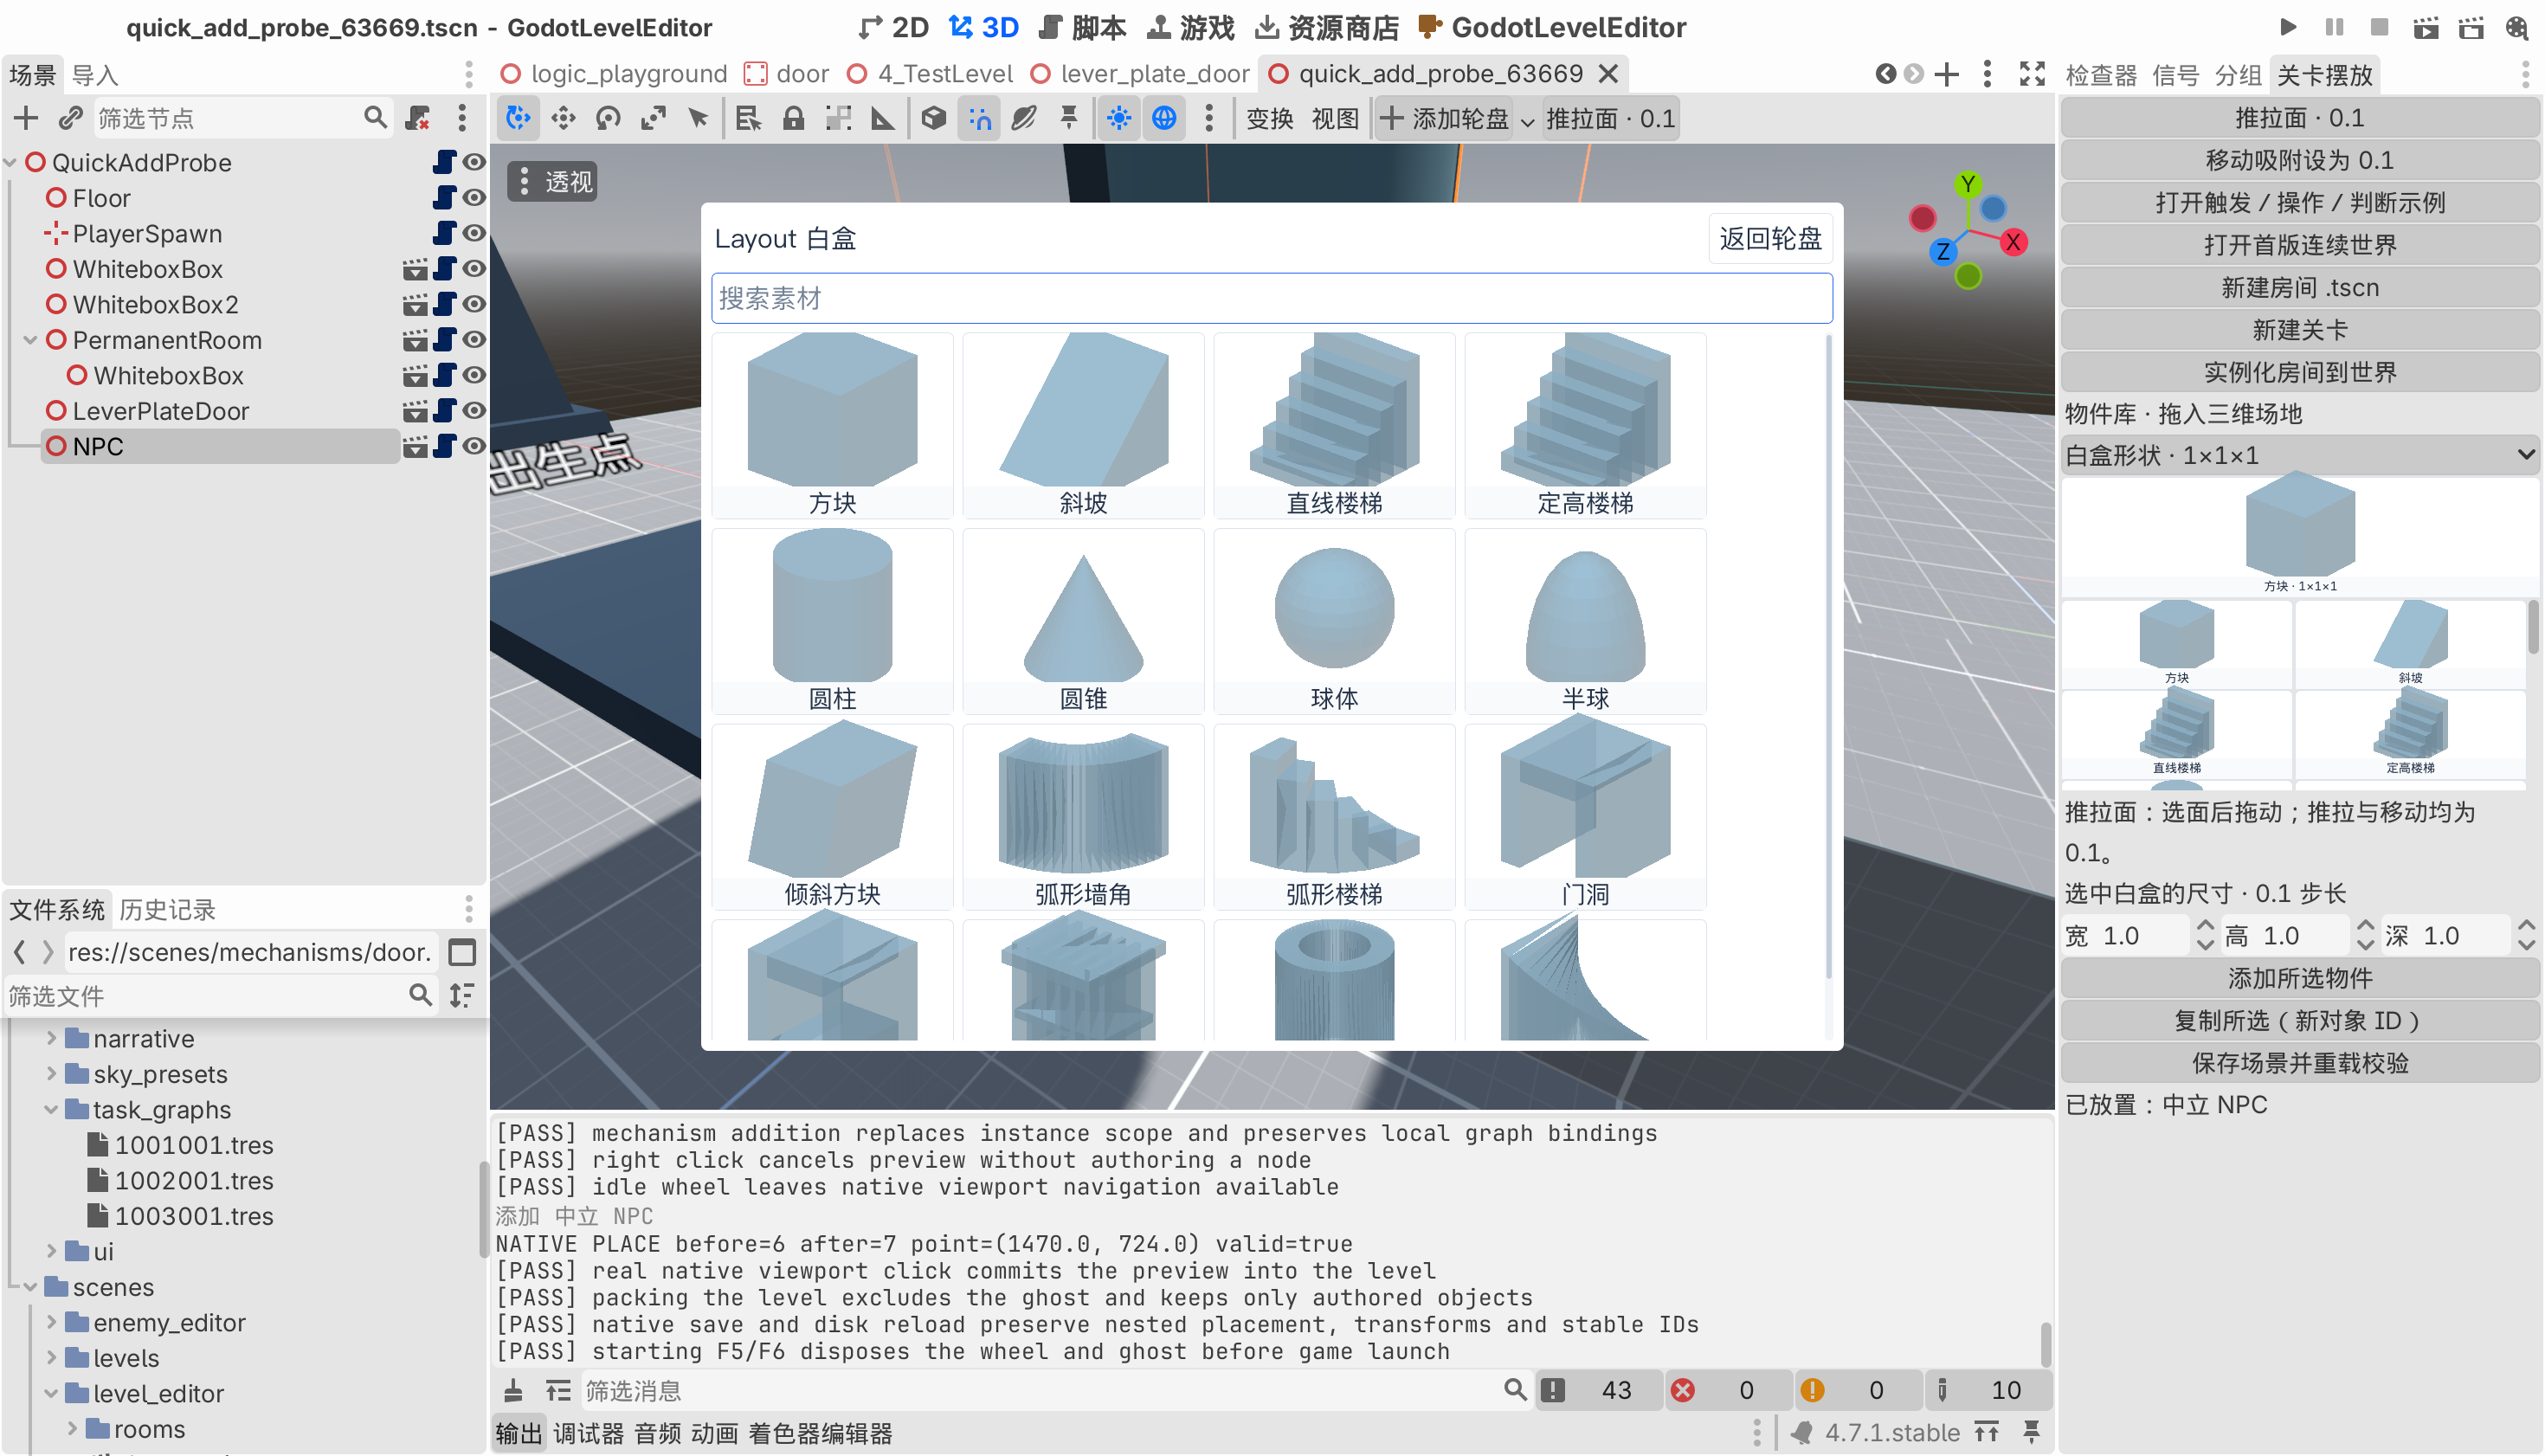 quick_add_probe_63669.tscn - GodotLevelEditor
2D 3D 脚本 游戏 资源商店 GodotLevelEditor
场景 导入
筛选节点
QuickAddProbe
Floor
PlayerSpawn
WhiteboxBox
WhiteboxBox2
PermanentRoom
WhiteboxBox
LeverPlateDoor
NPC
文件系统 历史记录
res://scenes/mechanisms/door.
筛选文件
narrative
sky_presets
task_graphs
1001001.tres
1002001.tres
1003001.tres
ui
scenes
enemy_editor
levels
level_editor
rooms
logic_playground door 4_TestLevel lever_plate_door quick_add_probe_63669
变换 视图 添加轮盘 推拉面 · 0.1
透视
Y
X
Z
出生点
Layout 白盒 返回轮盘
搜索素材
方块 斜坡 直线楼梯 定高楼梯
圆柱 圆锥 球体 半球
倾斜方块 弧形墙角 弧形楼梯 门洞
[PASS] mechanism addition replaces instance scope and preserves local graph bindings
[PASS] right click cancels preview without authoring a node
[PASS] idle wheel leaves native viewport navigation available
添加 中立 NPC
NATIVE PLACE before=6 after=7 point=(1470.0, 724.0) valid=true
[PASS] real native viewport click commits the preview into the level
[PASS] packing the level excludes the ghost and keeps only authored objects
[PASS] native save and disk reload preserve nested placement, transforms and stable IDs
[PASS] starting F5/F6 disposes the wheel and ghost before game launch
筛选消息 43 0 0 10
输出 调试器 音频 动画 着色器编辑器 4.7.1.stable
检查器 信号 分组 关卡摆放
推拉面 · 0.1
移动吸附设为 0.1
打开触发 / 操作 / 判断示例
打开首版连续世界
新建房间 .tscn
新建关卡
实例化房间到世界
物件库 · 拖入三维场地
白盒形状 · 1×1×1
方块 · 1×1×1
方块 斜坡
直线楼梯 定高楼梯
推拉面：选面后拖动；推拉与移动均为
0.1。
选中白盒的尺寸 · 0.1 步长
宽 1.0 高 1.0 深 1.0
添加所选物件
复制所选（新对象 ID）
保存场景并重载校验
已放置：中立 NPC